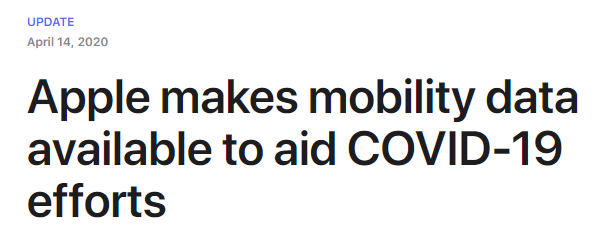 UPDATE
April 14, 2020
Apple makes mobility data
available to aid COVID-19
efforts